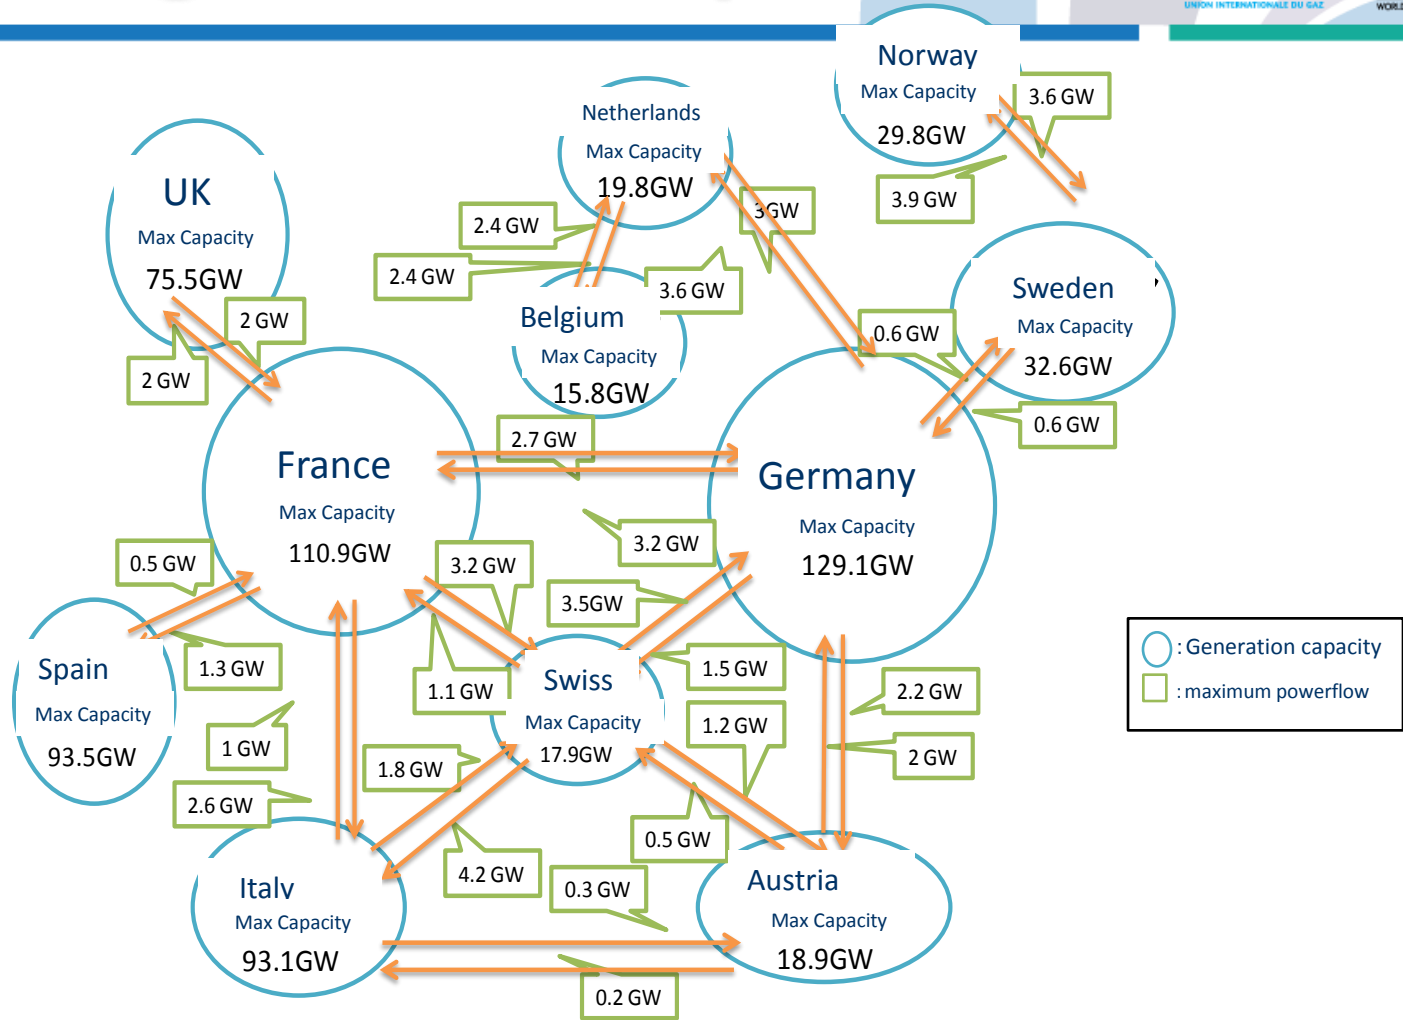 UNION INTERNATIONALE DU GAZ
Norway
Max Capacity
29.8GW
3.6 GW
3.9 GW
Netherlands
Max Capacity
19.8GW
UK
Max Capacity
75.5GW
2.4 GW
2.4 GW
3GW
3.6 GW
2 GW
2 GW
Belgium
Max Capacity
15.8GW
Sweden
Max Capacity
32.6GW
0.6 GW
0.6 GW
2.7 GW
3.2 GW
France
Max Capacity
110.9GW
Germany
Max Capacity
129.1GW
0.5 GW
1.3 GW
3.2 GW
1.1 GW
3.5GW
1.5 GW
Spain
Max Capacity
93.5GW
Swiss
Max Capacity
17.9GW
1 GW
2.6 GW
1.8 GW
4.2 GW
1.2 GW
0.5 GW
2.2 GW
2 GW
: Generation capacity
: maximum powerflow
Italy
Max Capacity
93.1GW
0.3 GW
0.2 GW
Austria
Max Capacity
18.9GW